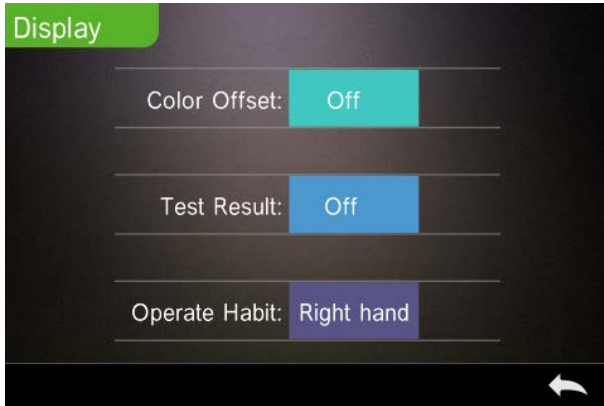 Display
Color Offset: Off
Test Result: Off
Operate Habit: Right hand